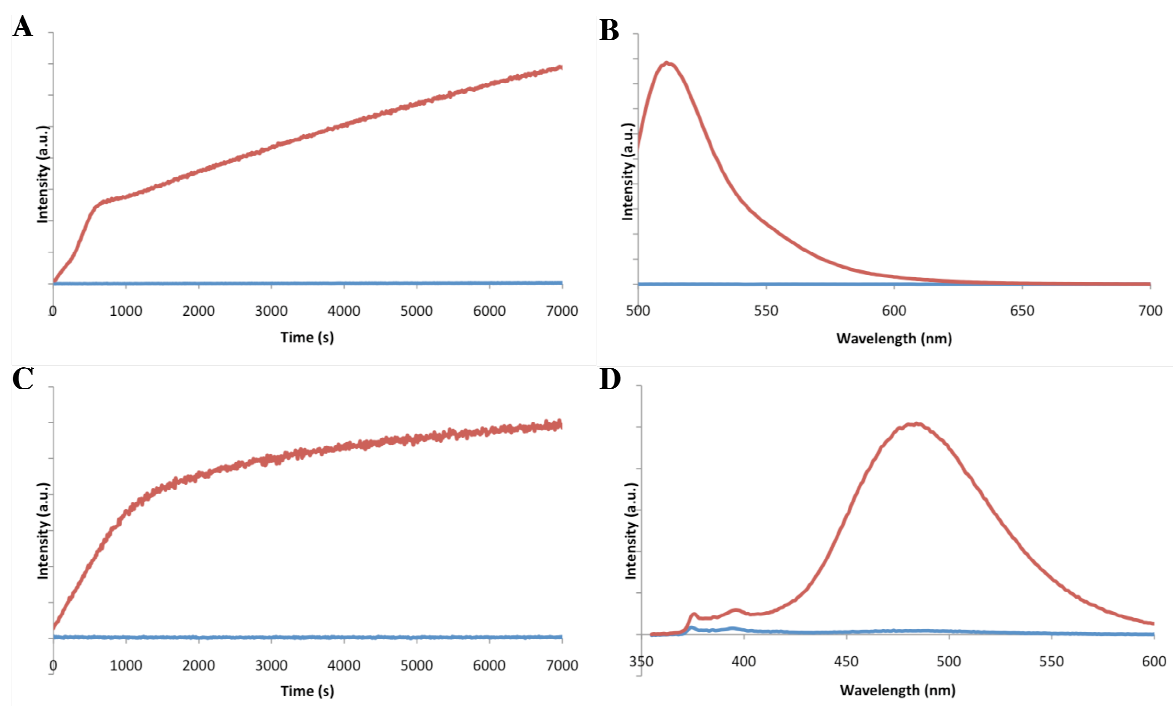 A
Intensity (a.u.)
0 1000 2000 3000 4000 5000 6000 7000
Time (s)
B
Intensity (a.u.)
500 550 600 650 700
Wavelength (nm)
C
Intensity (a.u.)
0 1000 2000 3000 4000 5000 6000 7000
Time (s)
D
Intensity (a.u.)
350 400 450 500 550 600
Wavelength (nm)